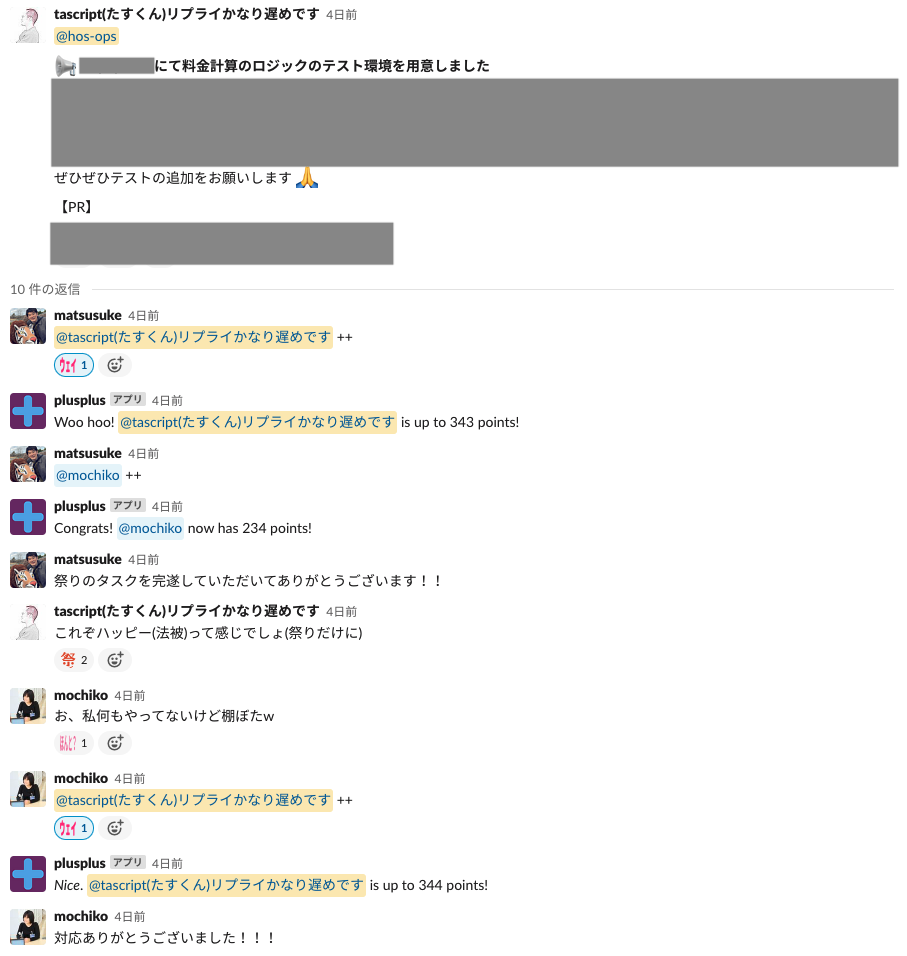 tascript(たすくん)リプライかなり遅めです 4日前
@hos-ops
にて料金計算のロジックのテスト環境を用意しました
ぜひぜひテストの追加をお願いします🙏
【PR】
10 件の返信
matsusuke 4日前
@tascript(たすくん)リプライかなり遅めです ++
ウェイ 1
plusplus アプリ 4日前
Woo hoo! @tascript(たすくん)リプライかなり遅めです is up to 343 points!
matsusuke 4日前
@mochiko ++
plusplus アプリ 4日前
Congrats! @mochiko now has 234 points!
matsusuke 4日前
祭りのタスクを完遂していただいてありがとうございます！！
tascript(たすくん)リプライかなり遅めです 4日前
これぞハッピー(法被)って感じでしょ(祭りだけに)
祭 2
mochiko 4日前
お、私何もやってないけど棚ぼたw
ほんと? 1
mochiko 4日前
@tascript(たすくん)リプライかなり遅めです ++
ウェイ 1
plusplus アプリ 4日前
Nice. @tascript(たすくん)リプライかなり遅めです is up to 344 points!
mochiko 4日前
対応ありがとうございました！！！